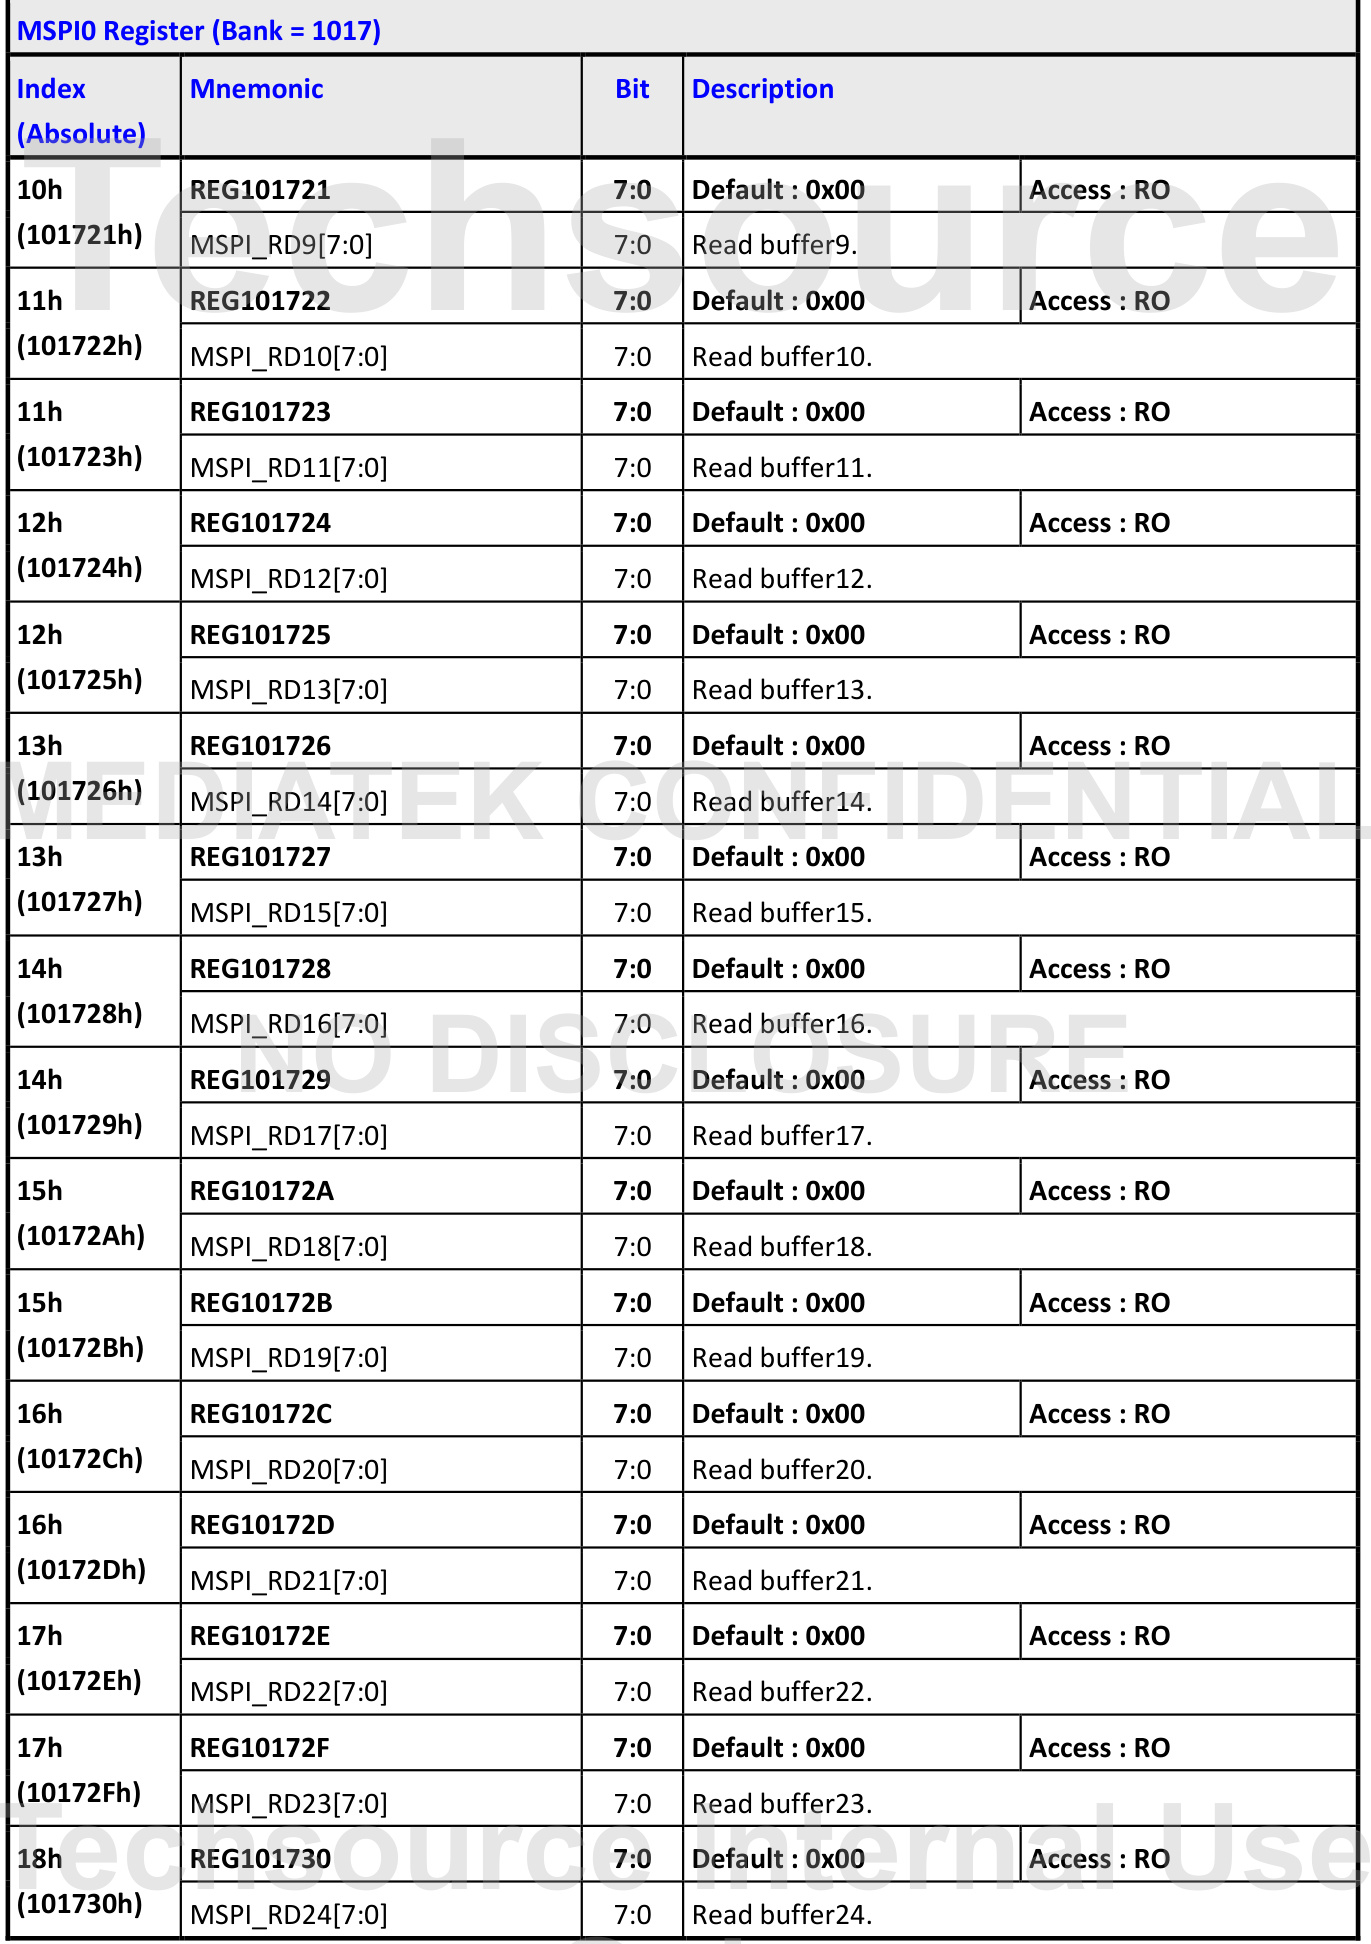 MSPI0 Register (Bank = 1017)
Index
(Absolute)
Mnemonic
Bit
Description
10h
(101721h)
REG101721
7:0
Default : 0x00
Access : RO
MSPI_RD9[7:0]
7:0
Read buffer9.
11h
(101722h)
REG101722
7:0
Default : 0x00
Access : RO
MSPI_RD10[7:0]
7:0
Read buffer10.
11h
(101723h)
REG101723
7:0
Default : 0x00
Access : RO
MSPI_RD11[7:0]
7:0
Read buffer11.
12h
(101724h)
REG101724
7:0
Default : 0x00
Access : RO
MSPI_RD12[7:0]
7:0
Read buffer12.
12h
(101725h)
REG101725
7:0
Default : 0x00
Access : RO
MSPI_RD13[7:0]
7:0
Read buffer13.
13h
(101726h)
REG101726
7:0
Default : 0x00
Access : RO
MSPI_RD14[7:0]
7:0
Read buffer14.
13h
(101727h)
REG101727
7:0
Default : 0x00
Access : RO
MSPI_RD15[7:0]
7:0
Read buffer15.
14h
(101728h)
REG101728
7:0
Default : 0x00
Access : RO
MSPI_RD16[7:0]
7:0
Read buffer16.
14h
(101729h)
REG101729
7:0
Default : 0x00
Access : RO
MSPI_RD17[7:0]
7:0
Read buffer17.
15h
(10172Ah)
REG10172A
7:0
Default : 0x00
Access : RO
MSPI_RD18[7:0]
7:0
Read buffer18.
15h
(10172Bh)
REG10172B
7:0
Default : 0x00
Access : RO
MSPI_RD19[7:0]
7:0
Read buffer19.
16h
(10172Ch)
REG10172C
7:0
Default : 0x00
Access : RO
MSPI_RD20[7:0]
7:0
Read buffer20.
16h
(10172Dh)
REG10172D
7:0
Default : 0x00
Access : RO
MSPI_RD21[7:0]
7:0
Read buffer21.
17h
(10172Eh)
REG10172E
7:0
Default : 0x00
Access : RO
MSPI_RD22[7:0]
7:0
Read buffer22.
17h
(10172Fh)
REG10172F
7:0
Default : 0x00
Access : RO
MSPI_RD23[7:0]
7:0
Read buffer23.
18h
(101730h)
REG101730
7:0
Default : 0x00
Access : RO
MSPI_RD24[7:0]
7:0
Read buffer24.
Techsource
MEDIATEK CONFIDENTIAL
NO DISCLOSURE
Techsource Internal Use